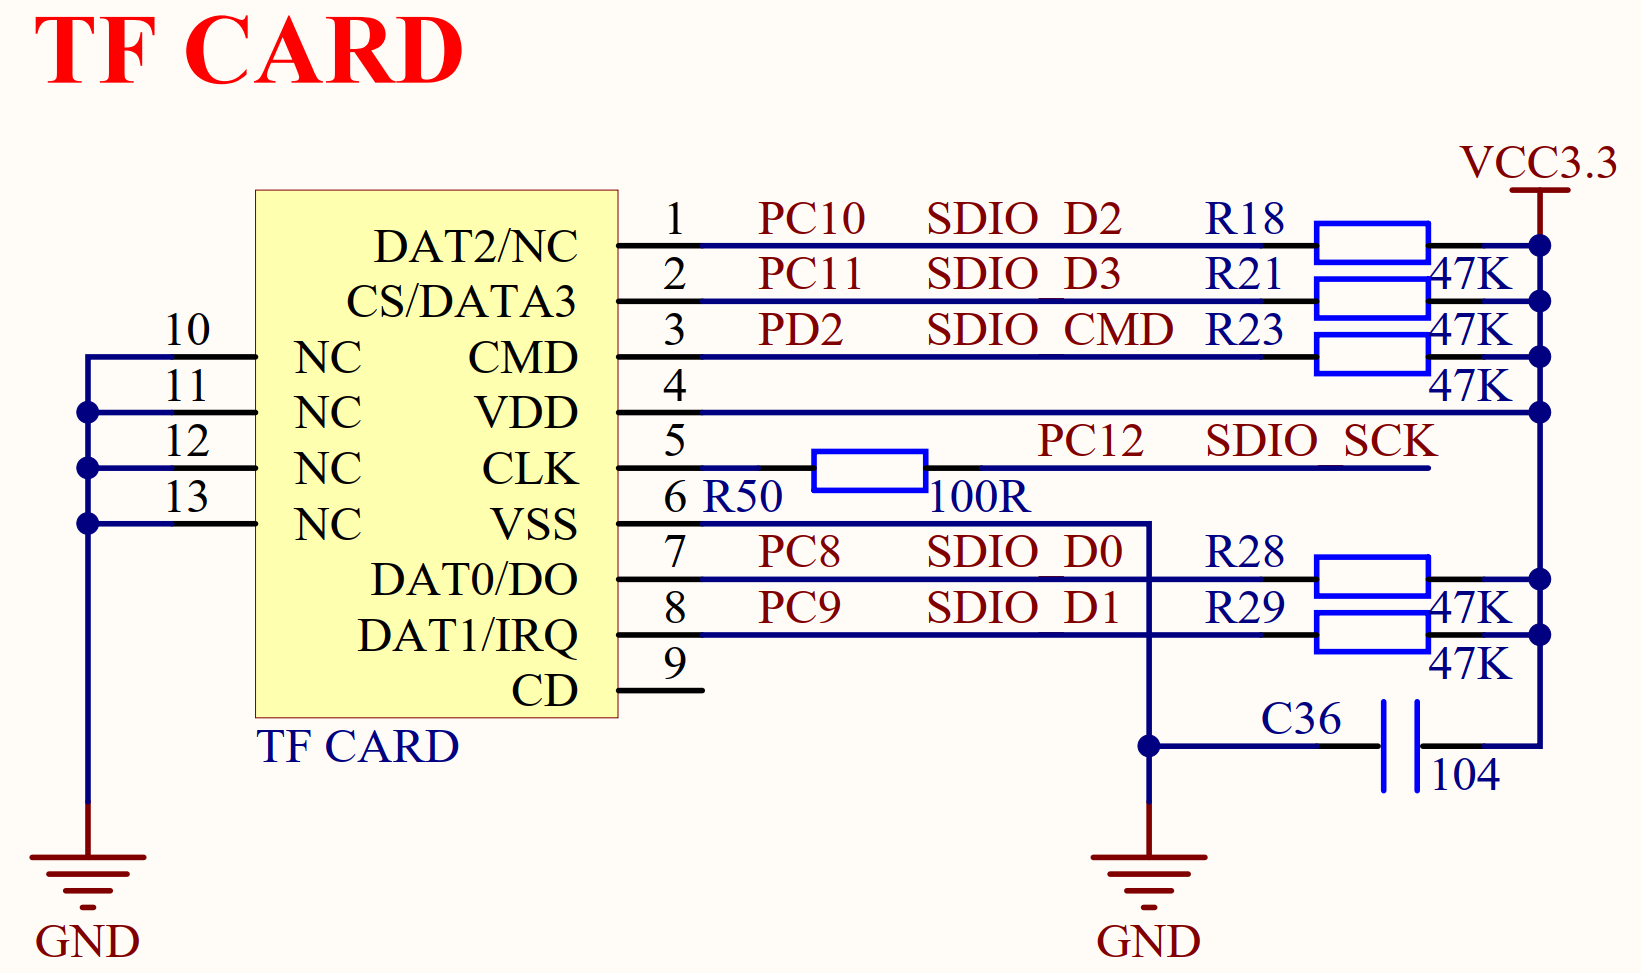 TF CARD
VCC3.3
1 PC10 SDIO_D2 R18
DAT2/NC
2 PC11 SDIO_D3 R21 47K
CS/DATA3
10 3 PD2 SDIO_CMD R23 47K
NC CMD
11 4 47K
NC VDD
12 5 PC12 SDIO_SCK
NC CLK
13 6 R50 100R
NC VSS
7 PC8 SDIO_D0 R28
DAT0/DO
8 PC9 SDIO_D1 R29 47K
DAT1/IRQ
9 47K
CD
TF CARD
C36
104
GND
GND